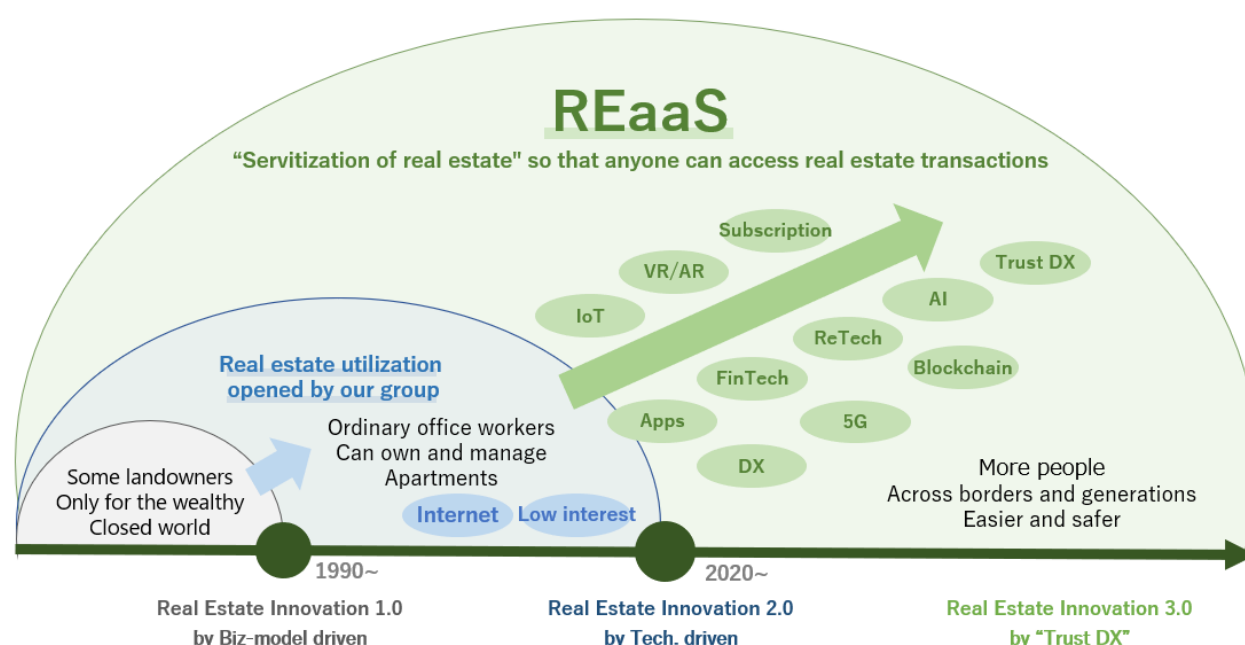 REaaS
“Servitization of real estate" so that anyone can access real estate transactions
Subscription
VR/AR
Trust DX
IoT
AI
ReTech
Blockchain
FinTech
Apps
5G
DX
Real estate utilization
opened by our group
Ordinary office workers
Can own and manage
Apartments
Internet
Low interest
Some landowners
Only for the wealthy
Closed world
More people
Across borders and generations
Easier and safer
1990~
2020~
Real Estate Innovation 1.0
by Biz-model driven
Real Estate Innovation 2.0
by Tech. driven
Real Estate Innovation 3.0
by “Trust DX”